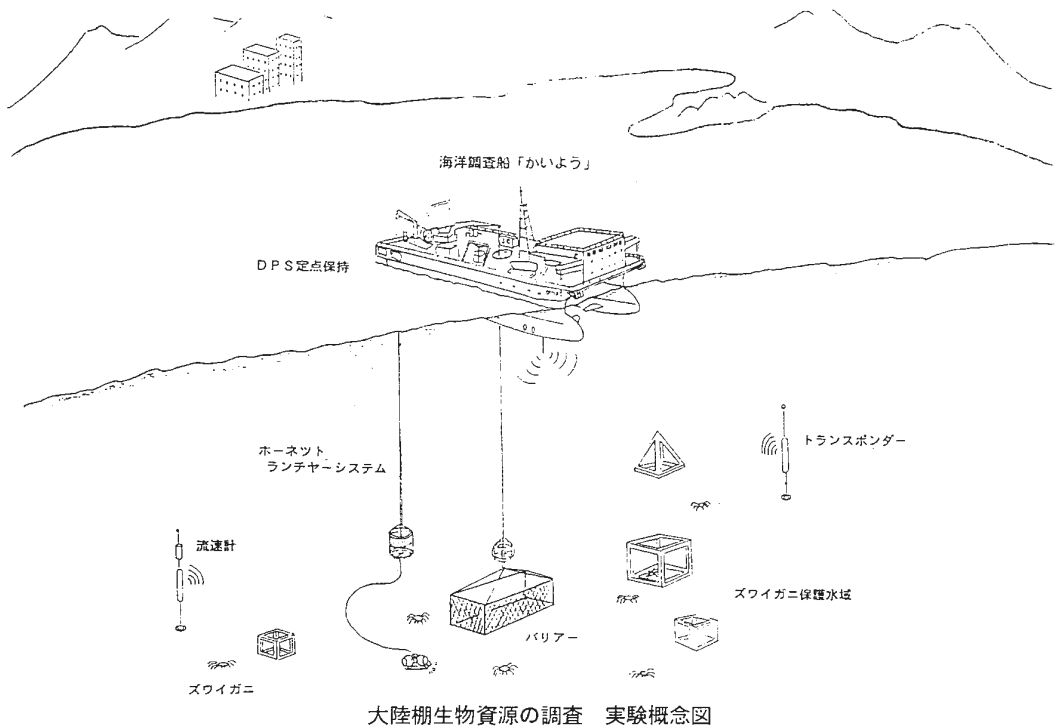 海洋調査船「かいよう」
DPS定点保持
ホーネット
ランチヤーシステム
トランスポンダー
流速計
ズワイガニ保護水域
バリアー
ズワイガニ
大陸棚生物資源の調査 実験概念図